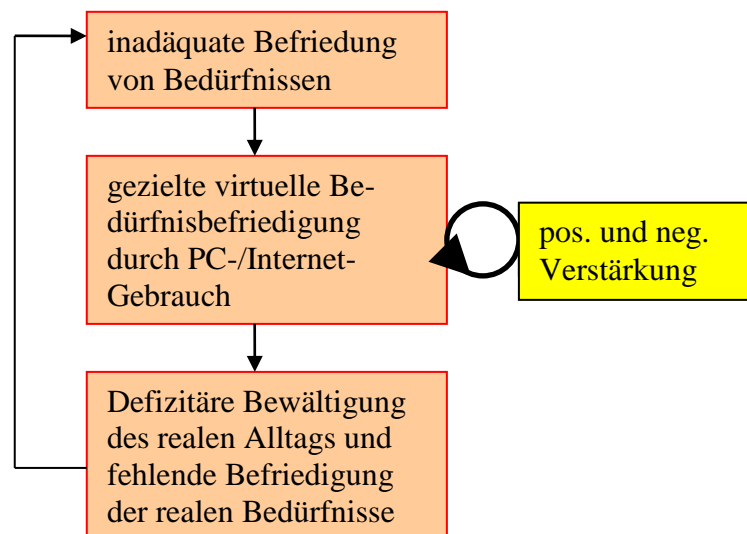 inadäquate Befriedung
von Bedürfnissen
gezielte virtuelle Be-
dürfnisbefriedigung
durch PC-/Internet-
Gebrauch
pos. und neg.
Verstärkung
Defizitäre Bewältigung
des realen Alltags und
fehlende Befriedigung
der realen Bedürfnisse